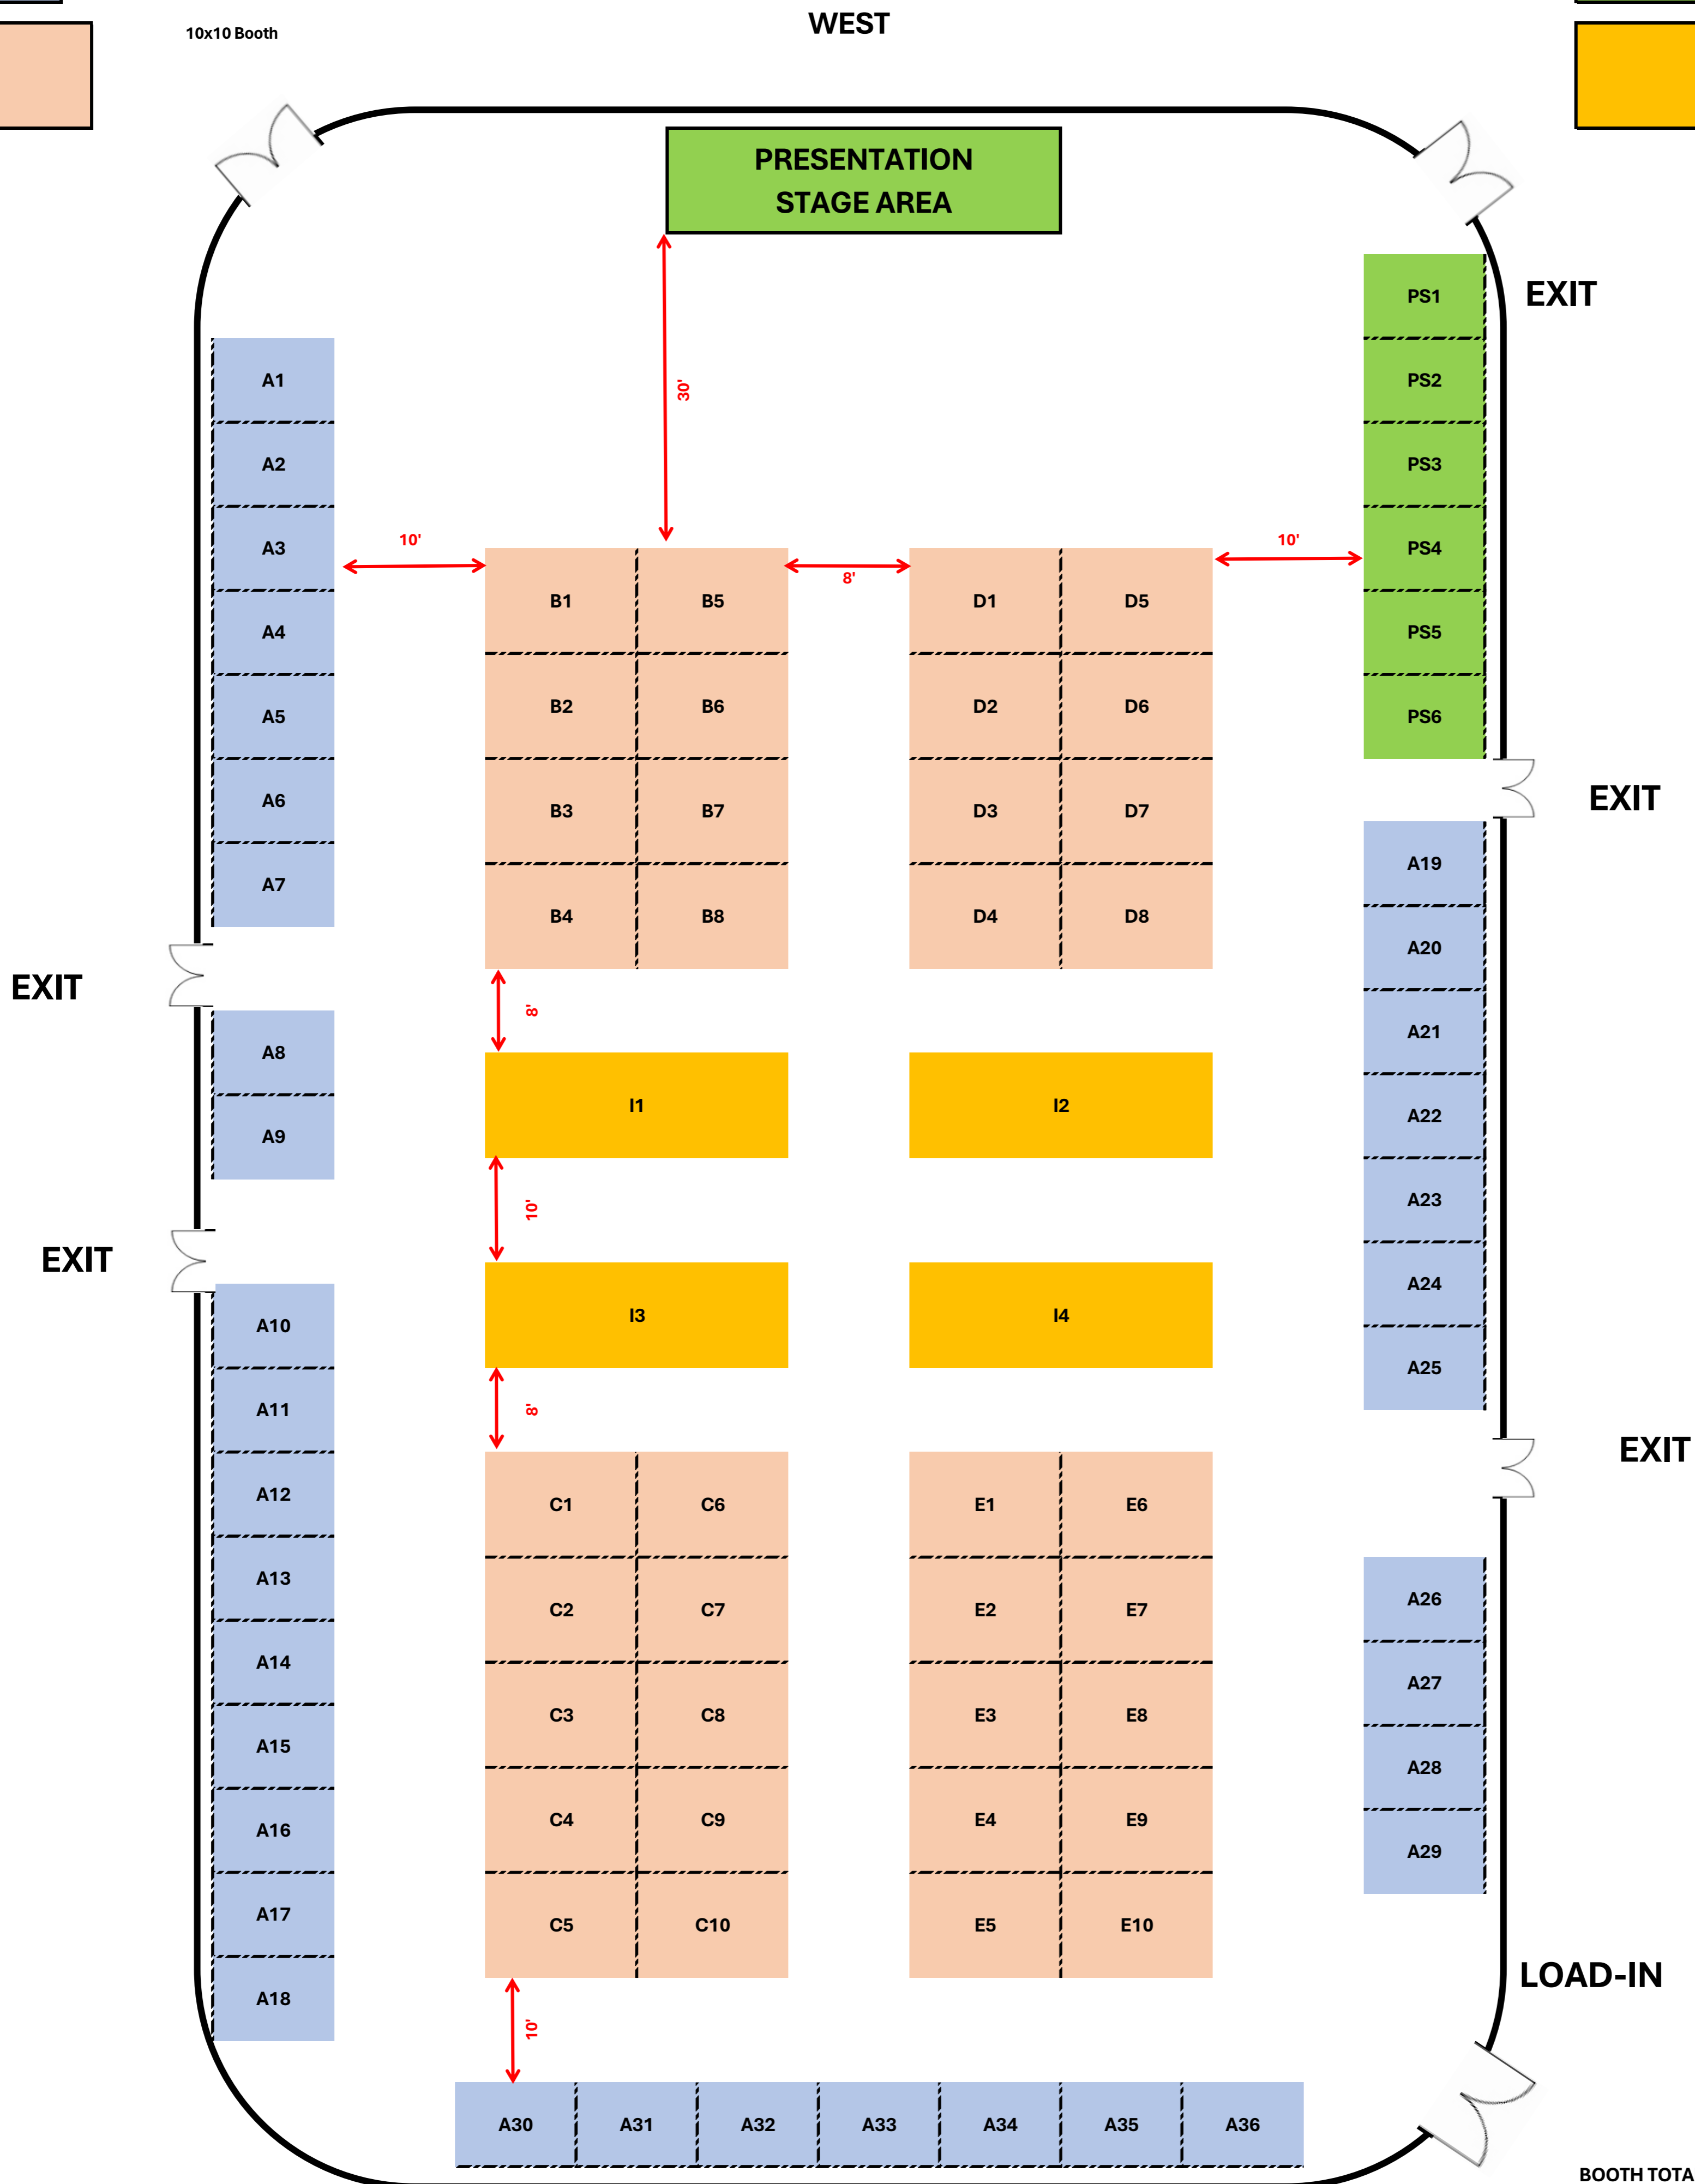 WEST
10x10 Booth
PRESENTATION
STAGE AREA
EXIT
PS1
PS2
PS3
PS4
PS5
PS6
A1
A2
A3
A4
A5
A6
A7
30'
10'
8'
10'
B1 B5
B2 B6
B3 B7
B4 B8
D1 D5
D2 D6
D3 D7
D4 D8
EXIT
A19
A20
A21
A22
A23
A24
A25
EXIT
8'
A8
A9
I1
I2
10'
EXIT
I3
I4
8'
EXIT
A10
A11
A12
A13
A14
A15
A16
A17
A18
C1 C6
C2 C7
C3 C8
C4 C9
C5 C10
E1 E6
E2 E7
E3 E8
E4 E9
E5 E10
A26
A27
A28
A29
LOAD-IN
10'
A30 A31 A32 A33 A34 A35 A36
BOOTH TOTA